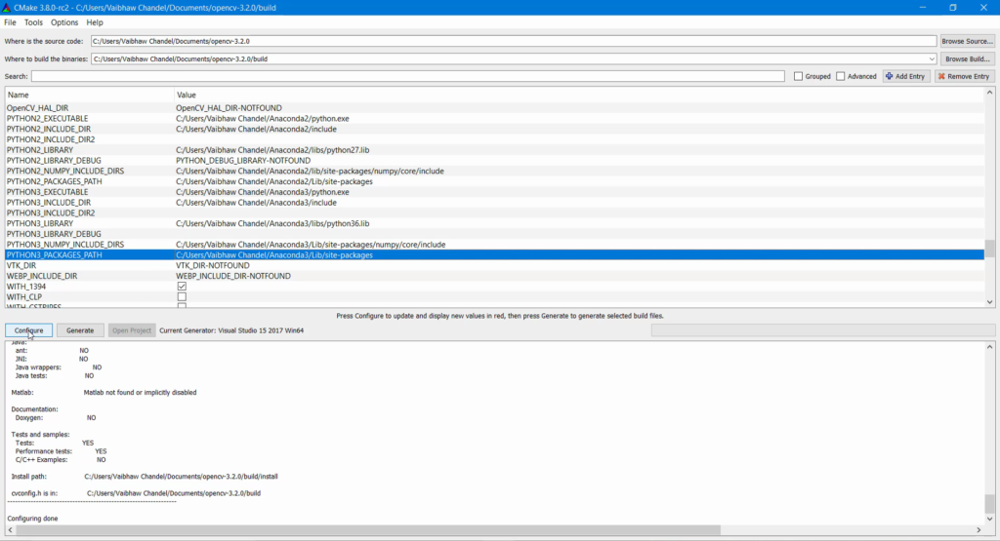 CMake 3.8.0-rc2 - C:/Users/Vaibhaw Chandel/Documents/opencv-3.2.0/build
File Tools Options Help
Where is the source code: C:/Users/Vaibhaw Chandel/Documents/opencv-3.2.0 Browse Source...
Where to build the binaries: C:/Users/Vaibhaw Chandel/Documents/opencv-3.2.0/build Browse Build...
Search: Grouped Advanced Add Entry Remove Entry
Name Value
OpenCV_HAL_DIR OpenCV_HAL_DIR-NOTFOUND
PYTHON2_EXECUTABLE C:/Users/Vaibhaw Chandel/Anaconda2/python.exe
PYTHON2_INCLUDE_DIR C:/Users/Vaibhaw Chandel/Anaconda2/include
PYTHON2_INCLUDE_DIR2
PYTHON2_LIBRARY C:/Users/Vaibhaw Chandel/Anaconda2/libs/python27.lib
PYTHON2_LIBRARY_DEBUG PYTHON_DEBUG_LIBRARY-NOTFOUND
PYTHON2_NUMPY_INCLUDE_DIRS C:/Users/Vaibhaw Chandel/Anaconda2/lib/site-packages/numpy/core/include
PYTHON2_PACKAGES_PATH C:/Users/Vaibhaw Chandel/Anaconda2/Lib/site-packages
PYTHON3_EXECUTABLE C:/Users/Vaibhaw Chandel/Anaconda3/python.exe
PYTHON3_INCLUDE_DIR C:/Users/Vaibhaw Chandel/Anaconda3/include
PYTHON3_INCLUDE_DIR2
PYTHON3_LIBRARY C:/Users/Vaibhaw Chandel/Anaconda3/libs/python36.lib
PYTHON3_LIBRARY_DEBUG
PYTHON3_NUMPY_INCLUDE_DIRS C:/Users/Vaibhaw Chandel/Anaconda3/Lib/site-packages/numpy/core/include
PYTHON3_PACKAGES_PATH C:/Users/Vaibhaw Chandel/Anaconda3/Lib/site-packages
VTK_DIR VTK_DIR-NOTFOUND
WEBP_INCLUDE_DIR WEBP_INCLUDE_DIR-NOTFOUND
WITH_1394
WITH_CLP
WITH_CSTRIPES
Press Configure to update and display new values in red, then press Generate to generate selected build files.
Configure Generate Open Project Current Generator: Visual Studio 15 2017 Win64
Java:
ant: NO
JNI: NO
Java wrappers: NO
Java tests: NO
Matlab: Matlab not found or implicitly disabled
Documentation:
Doxygen: NO
Tests and samples:
Tests: YES
Performance tests: YES
C/C++ Examples: NO
Install path: C:/Users/Vaibhaw Chandel/Documents/opencv-3.2.0/build/install
cvconfig.h is in: C:/Users/Vaibhaw Chandel/Documents/opencv-3.2.0/build
-----------------------------------------------------------------
Configuring done